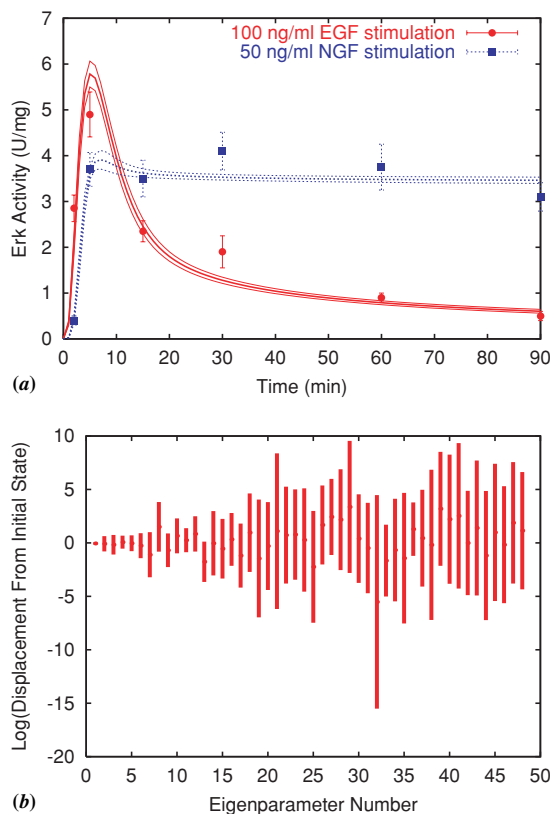 100 ng/ml EGF stimulation
50 ng/ml NGF stimulation
7
6
5
4
3
2
1
0
Erk Activity (U/mg)
0 10 20 30 40 50 60 70 80 90
Time (min)
(a)
10
5
0
-5
-10
-15
-20
Log(Displacement From Initial State)
0 5 10 15 20 25 30 35 40 45 50
Eigenparameter Number
(b)